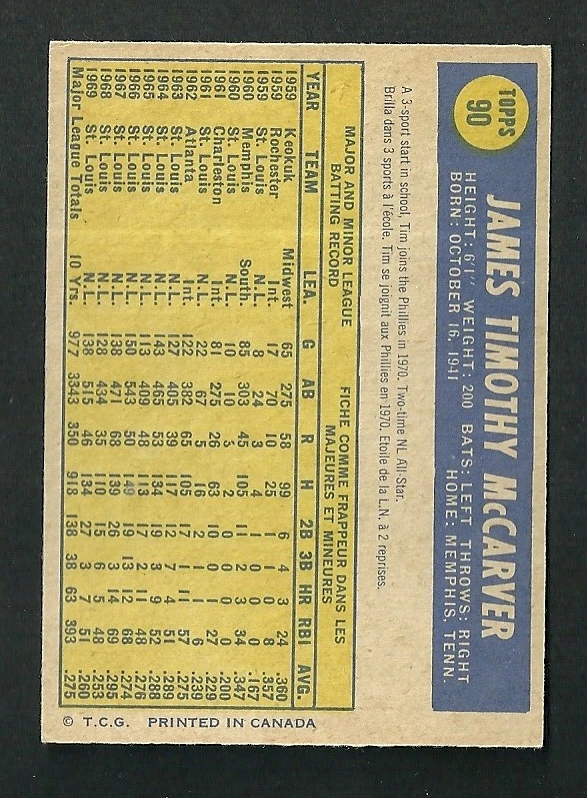 TOPPS
90
JAMES TIMOTHY McCARVER
HEIGHT: 6'1" WEIGHT: 200 BATS: LEFT THROWS: RIGHT
BORN: OCTOBER 16, 1941 HOME: MEMPHIS, TENN.
A 3-sport start in school, Tim joins the Phillies in 1970. Two-time NL All-Star.
Brilla dans 3 sports à l'école. Tim se joignit aux Phillies en 1970. Etoile de la L.N. à 2 reprises.
MAJOR AND MINOR LEAGUE BATTING RECORD
FICHE COMME FRAPPEUR DANS LES MAJEURES ET MINEURES
YEAR TEAM LEA. G AB R H 2B 3B HR RBI AVG.
1959 Keokuk Midwest 65 275 58 99 6 4 3 24 .360
1959 Rochester Int. 17 70 10 25 1 1 0 8 .357
1959 St. Louis N.L. 8 24 3 4 1 0 0 0 .167
1960 Memphis South. 85 303 45 105 11 2 3 34 .347
1960 St. Louis N.L. 10 10 3 2 0 0 0 0 .200
1961 Charleston Int. 81 275 26 63 10 3 1 27 .229
1961 St. Louis N.L. 22 67 5 16 2 1 1 6 .239
1962 Atlanta Int. 122 382 65 105 17 1 11 57 .275
1963 St. Louis N.L. 127 405 39 117 12 7 4 51 .289
1964 St. Louis N.L. 143 465 53 134 19 3 9 52 .288
1965 St. Louis N.L. 113 409 48 113 17 2 11 48 .276
1966 St. Louis N.L. 150 543 50 149 19 13 12 68 .274
1967 St. Louis N.L. 138 471 68 139 26 3 14 69 .295
1968 St. Louis N.L. 128 434 35 110 15 6 5 48 .253
1969 St. Louis N.L. 138 515 46 134 27 3 7 51 .260
Major League Totals 10 Yrs. 977 3343 350 918 138 38 63 393 .275
© T.C.G. PRINTED IN CANADA